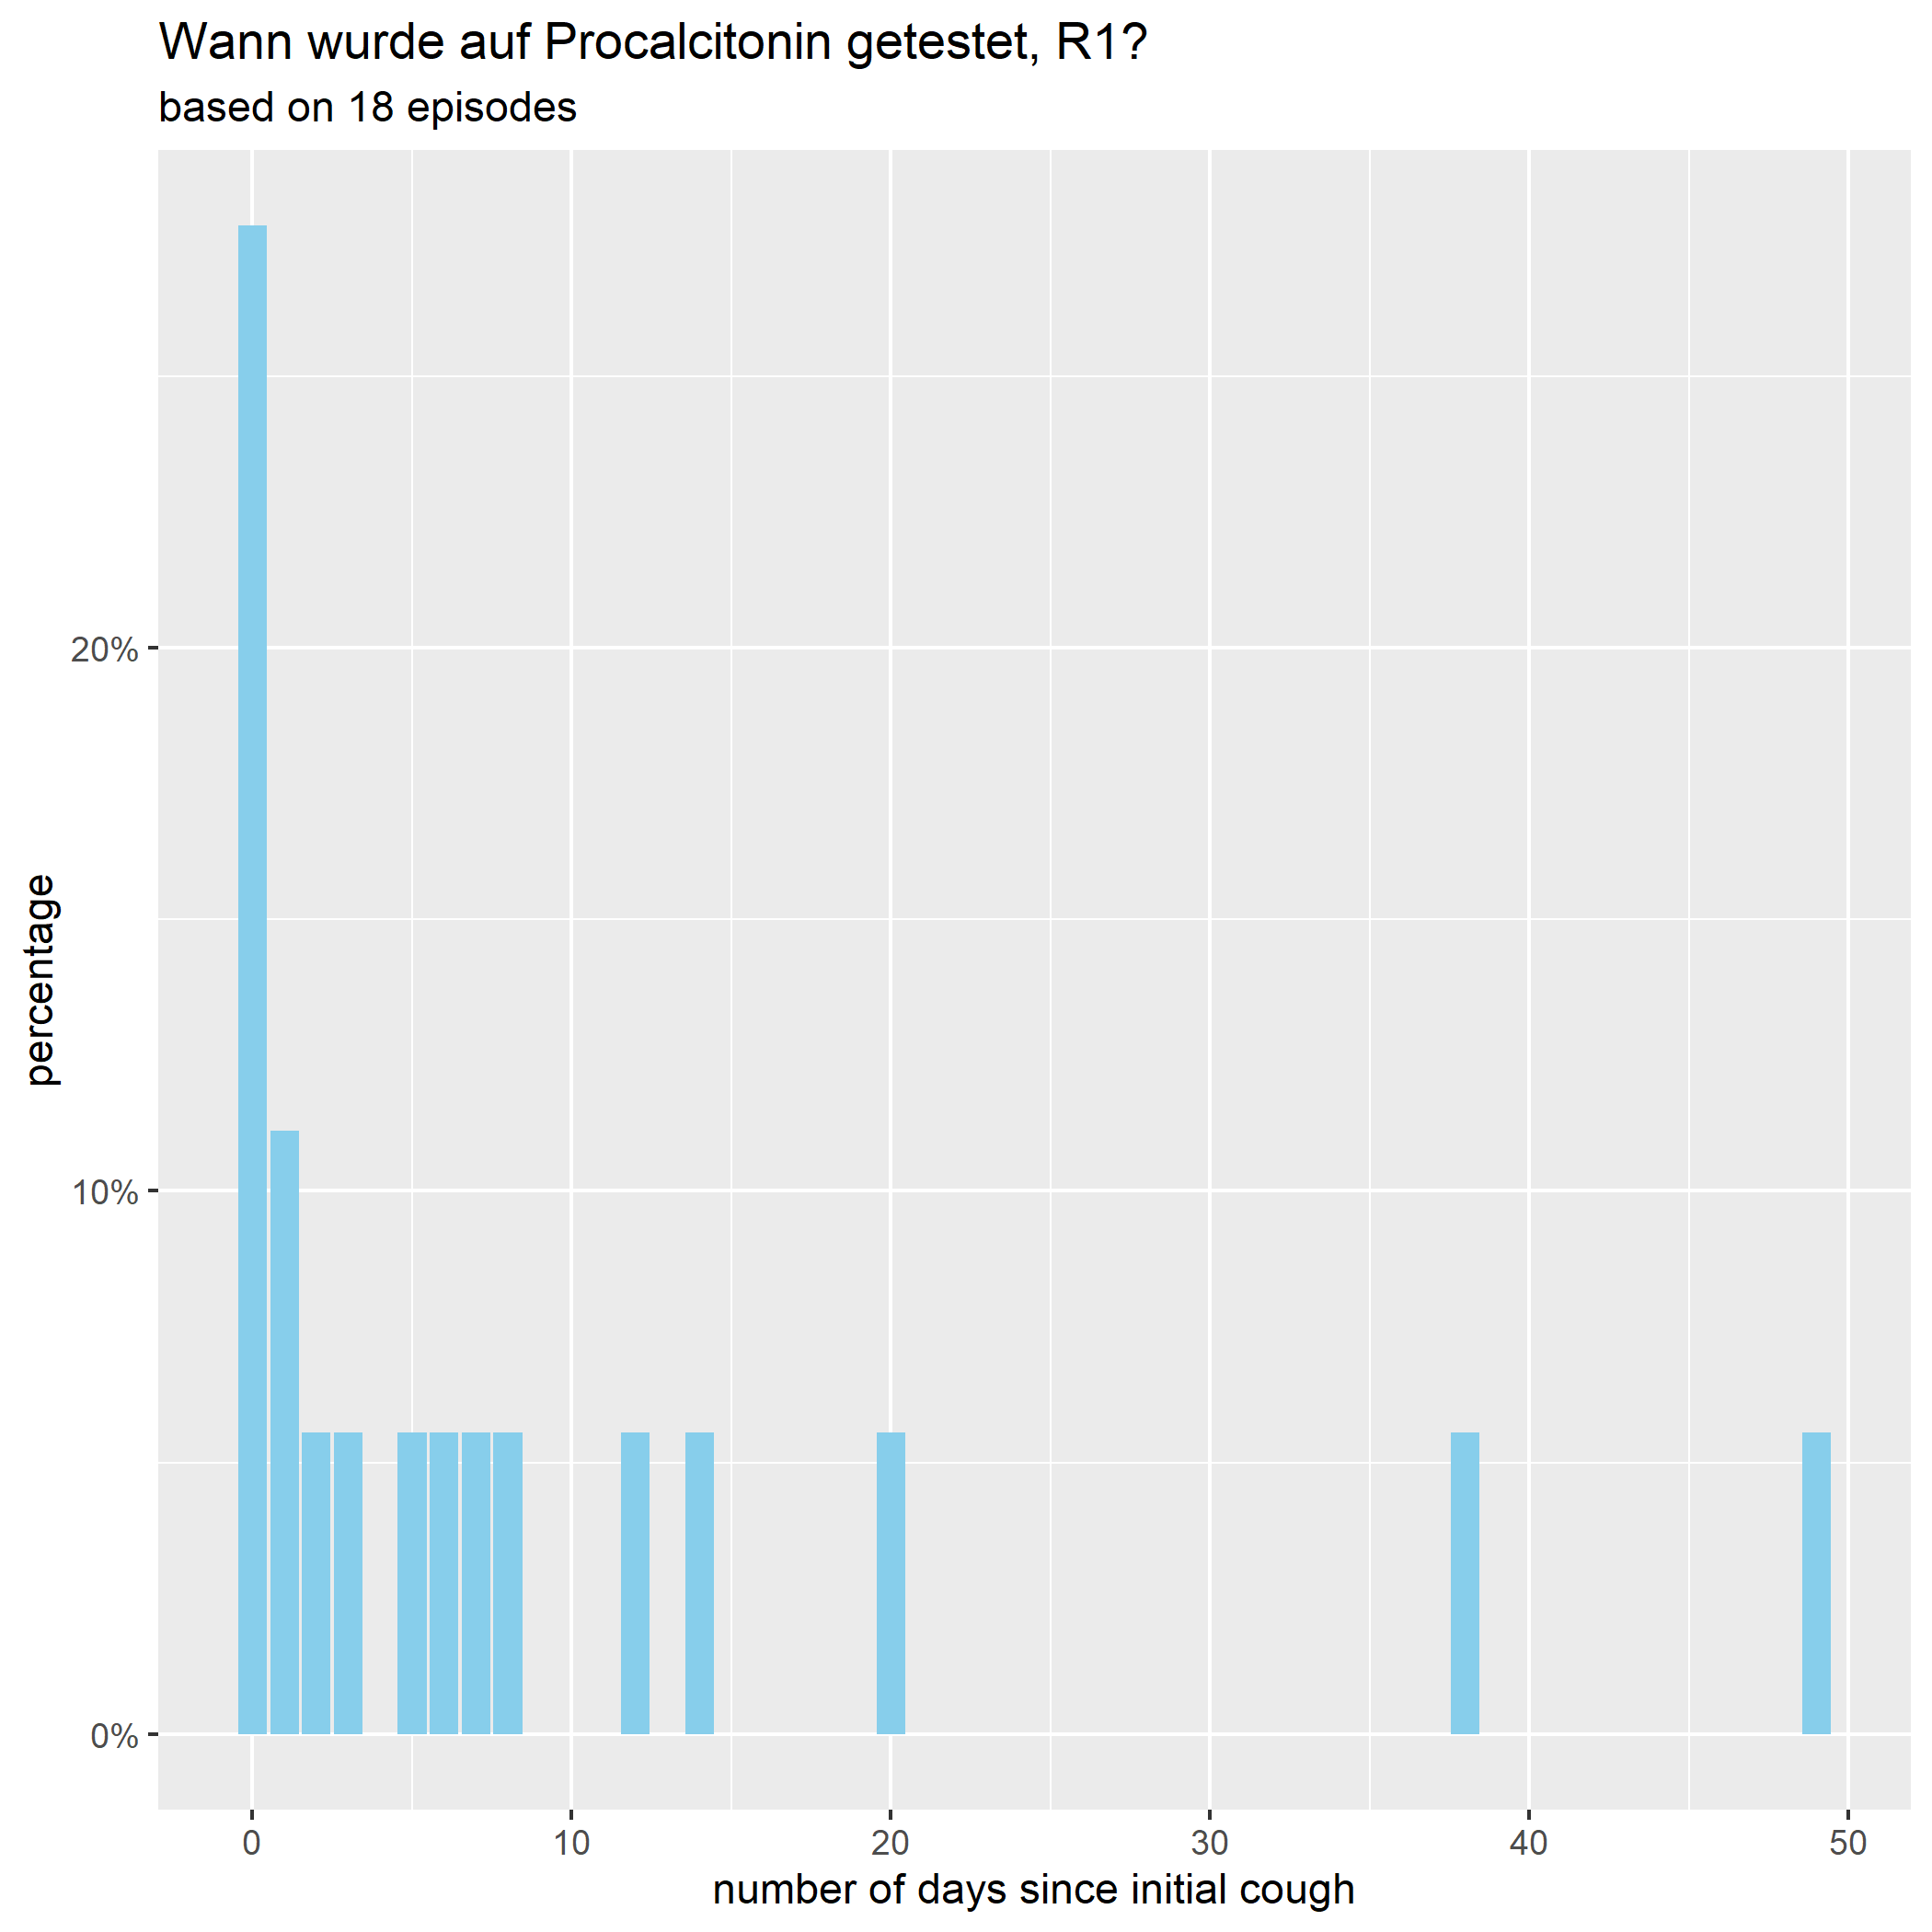 Wann wurde auf Procalcitonin getestet, R1?
based on 18 episodes
percentage
20%
10%
0%
0 10 20 30 40 50
number of days since initial cough